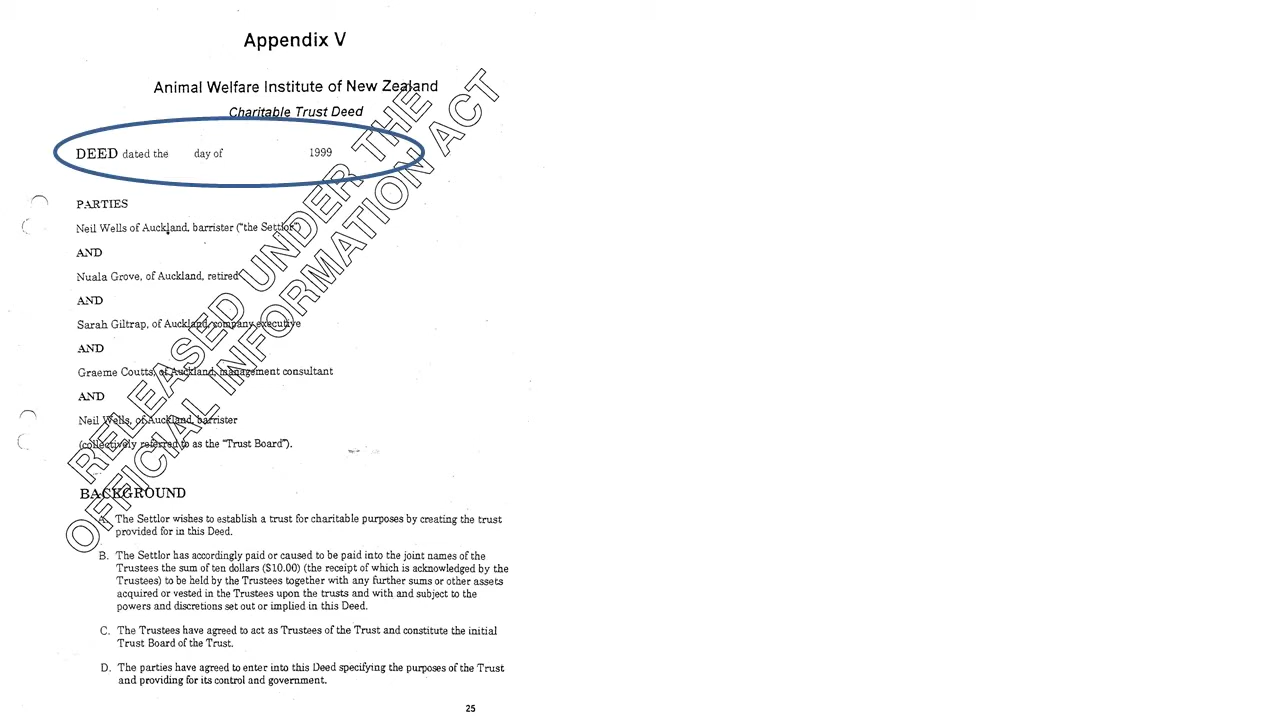 Appendix V
Animal Welfare Institute of New Zealand
Charitable Trust Deed
DEED dated the day of 1999
PARTIES
Neil Wells of Auckland, barrister ("the Settlor")
AND
Nuala Grove, of Auckland, retired
AND
Sarah Giltrap, of Auckland, company executive
AND
Graeme Coutts, of Auckland, management consultant
AND
Neil Wells, of Auckland, barrister
(collectively referred to as the "Trust Board").
RELEASED UNDER THE
OFFICIAL INFORMATION ACT
BACKGROUND
A. The Settlor wishes to establish a trust for charitable purposes by creating the trust
provided for in this Deed.
B. The Settlor has accordingly paid or caused to be paid into the joint names of the
Trustees the sum of ten dollars ($10.00) (the receipt of which is acknowledged by the
Trustees) to be held by the Trustees together with any further sums or other assets
acquired or vested in the Trustees upon the trusts and with and subject to the
powers and discretions set out or implied in this Deed.
C. The Trustees have agreed to act as Trustees of the Trust and constitute the initial
Trust Board of the Trust.
D. The parties have agreed to enter into this Deed specifying the purposes of the Trust
and providing for its control and government.
25